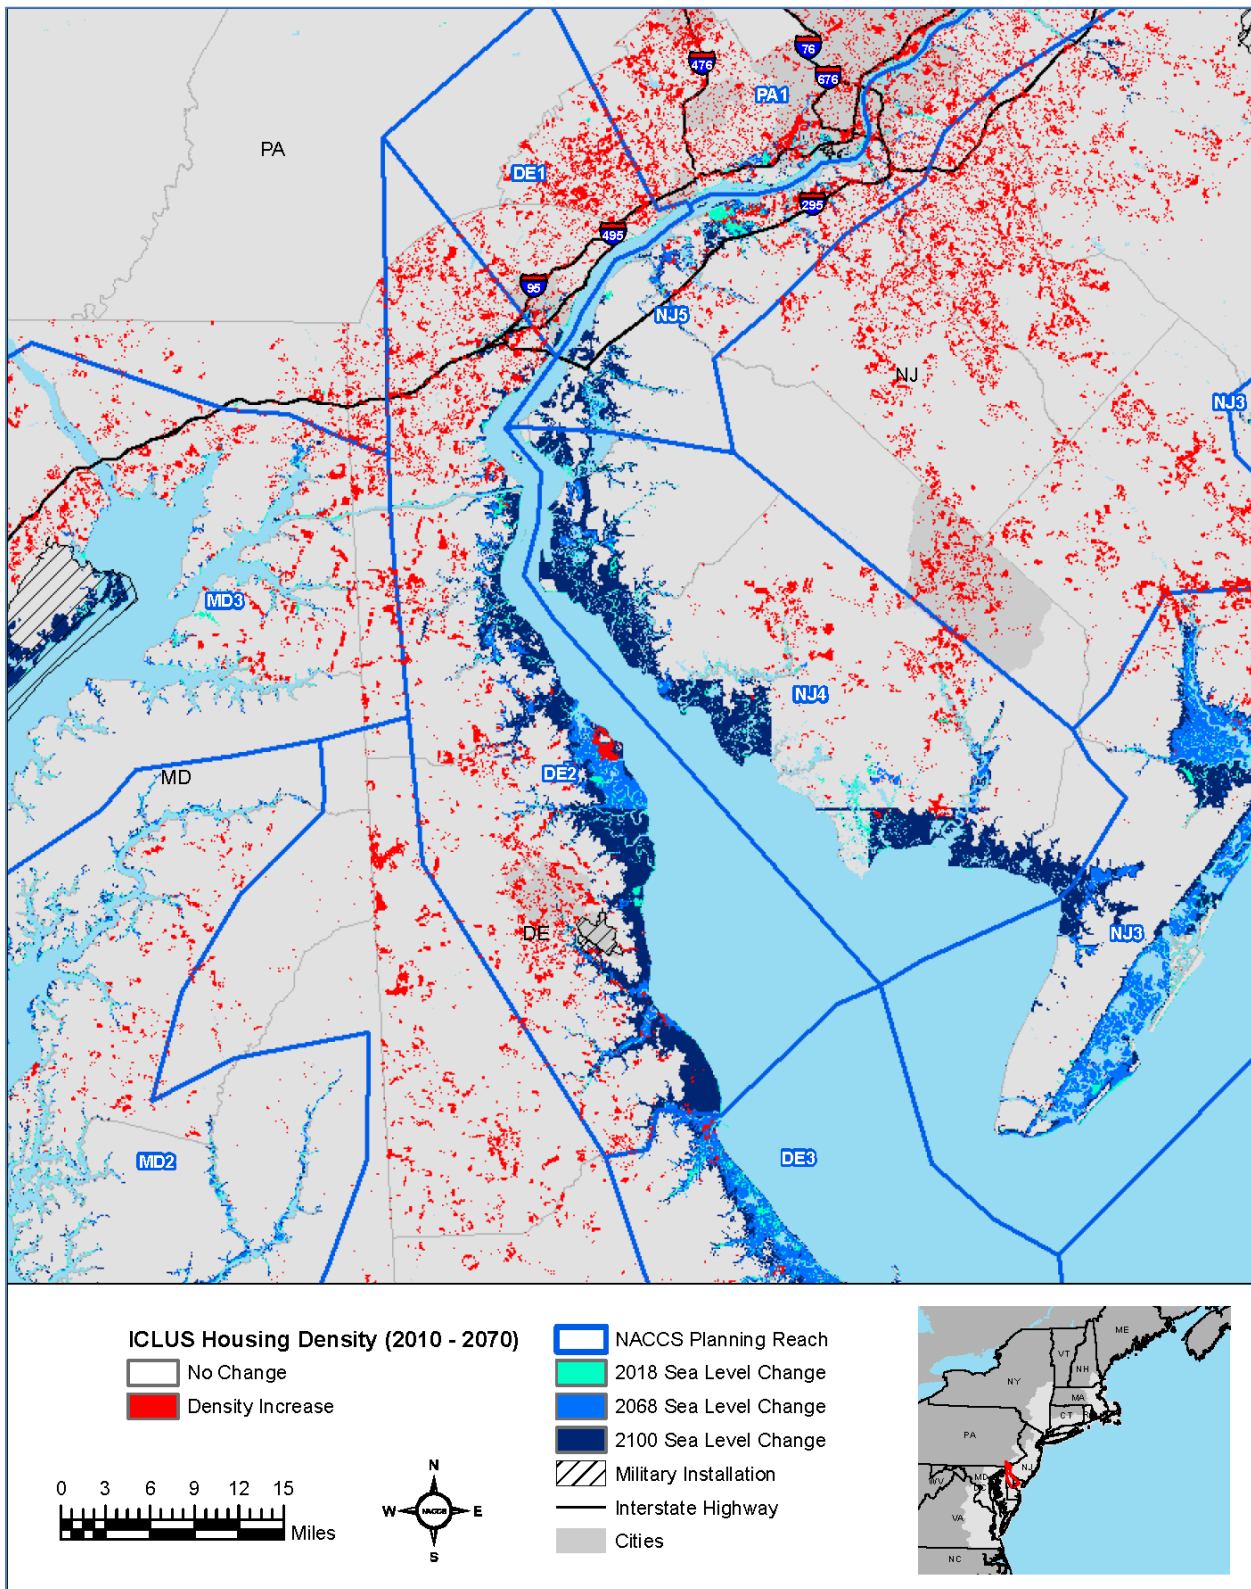 476
76
676
PA1
PA
DE1
295
495
95
NJ5
NJ
NJ3
MD3
NJ4
DE2
MD
DE
NJ3
MD2
DE3
ICLUS Housing Density (2010 - 2070)
No Change
Density Increase
NACCS Planning Reach
2018 Sea Level Change
2068 Sea Level Change
2100 Sea Level Change
Military Installation
Interstate Highway
Cities
0 3 6 9 12 15
Miles
N
W NACCS E
S
ME
VT
NH
NY
MA
CT
PA
NJ
MD
WV
VA
NC